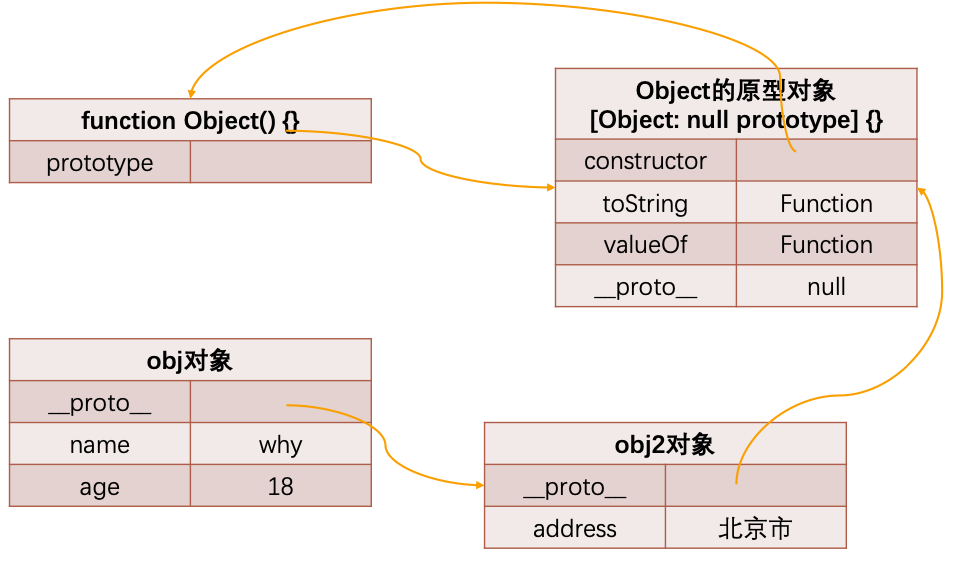 function Object() {}
prototype
Object的原型对象
[Object: null prototype] {}
constructor
toString Function
valueOf Function
__proto__ null
obj对象
__proto__
name why
age 18
obj2对象
__proto__
address 北京市